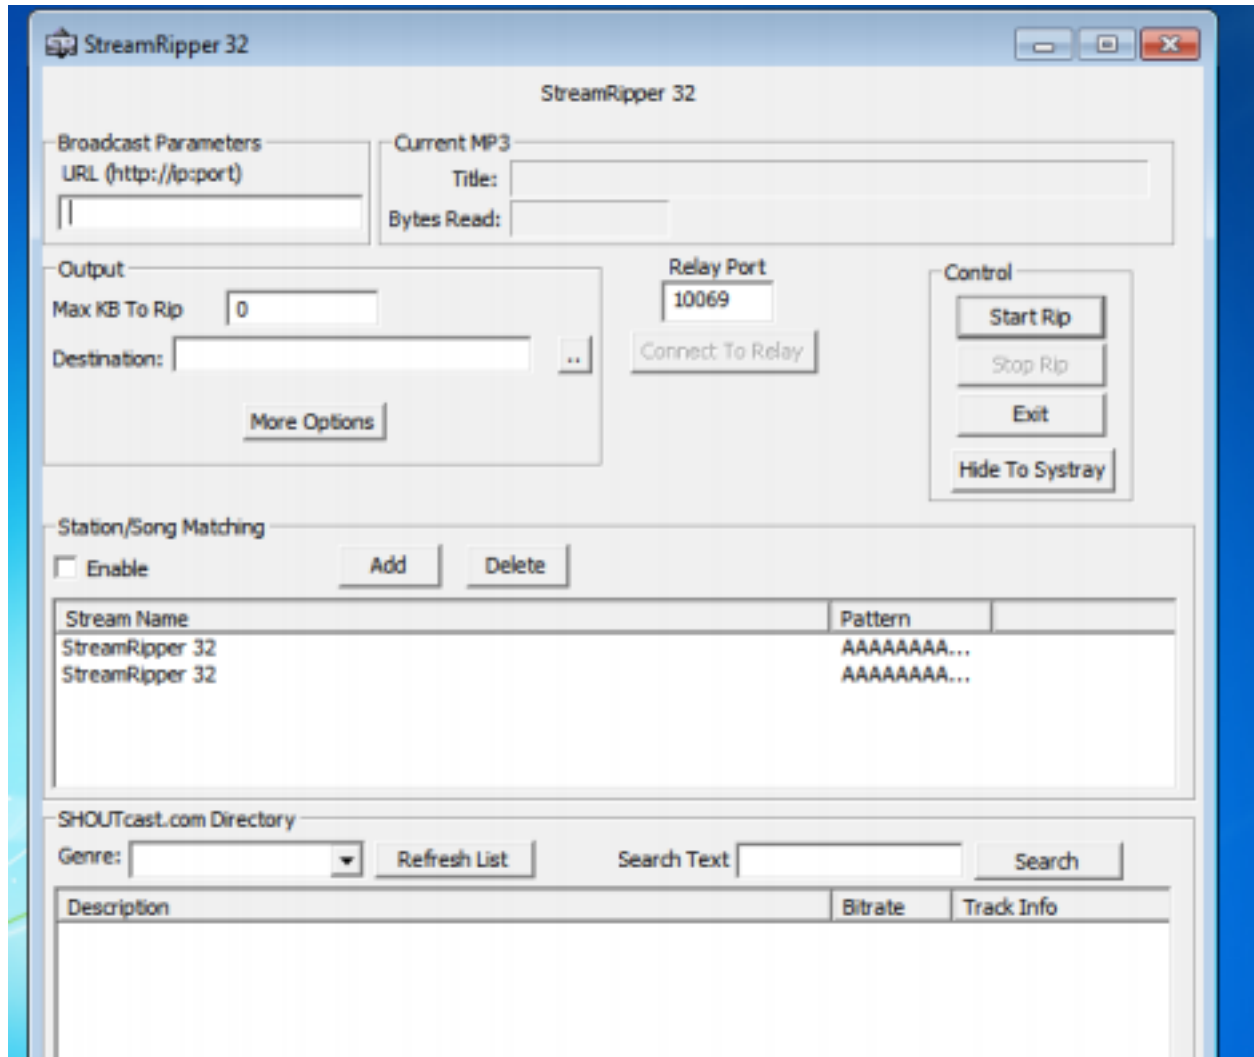 StreamRipper 32
StreamRipper 32
Broadcast Parameters
URL (http://ip:port)
Current MP3
Title:
Bytes Read:
Output
Max KB To Rip 0
Destination: ..
More Options
Relay Port
10069
Connect To Relay
Control
Start Rip
Stop Rip
Exit
Hide To Systray
Station/Song Matching
Enable Add Delete
Stream Name Pattern
StreamRipper 32 AAAAAAAA...
StreamRipper 32 AAAAAAAA...
SHOUTcast.com Directory
Genre: Refresh List Search Text Search
Description Bitrate Track Info